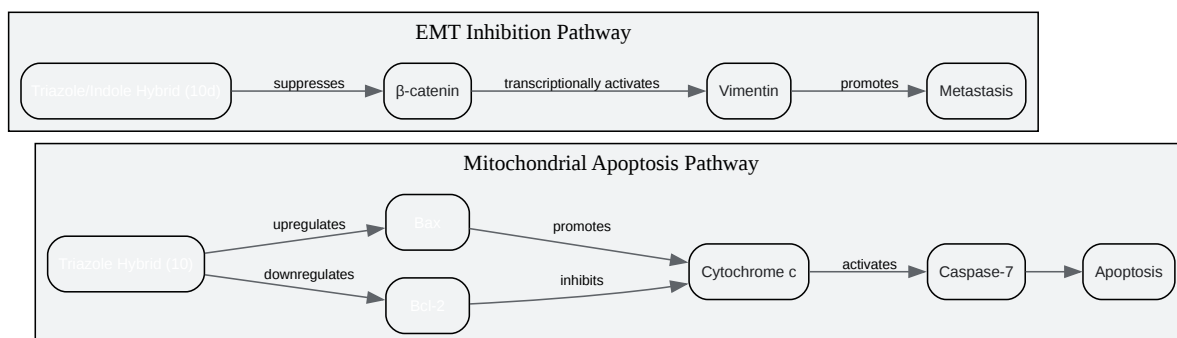 EMT Inhibition Pathway
Triazole/Indole Hybrid (10d)
suppresses
β-catenin
transcriptionally activates
Vimentin
promotes
Metastasis
Mitochondrial Apoptosis Pathway
Triazole Hybrid (10)
upregulates
Bax
promotes
downregulates
Bcl-2
inhibits
Cytochrome c
activates
Caspase-7
Apoptosis